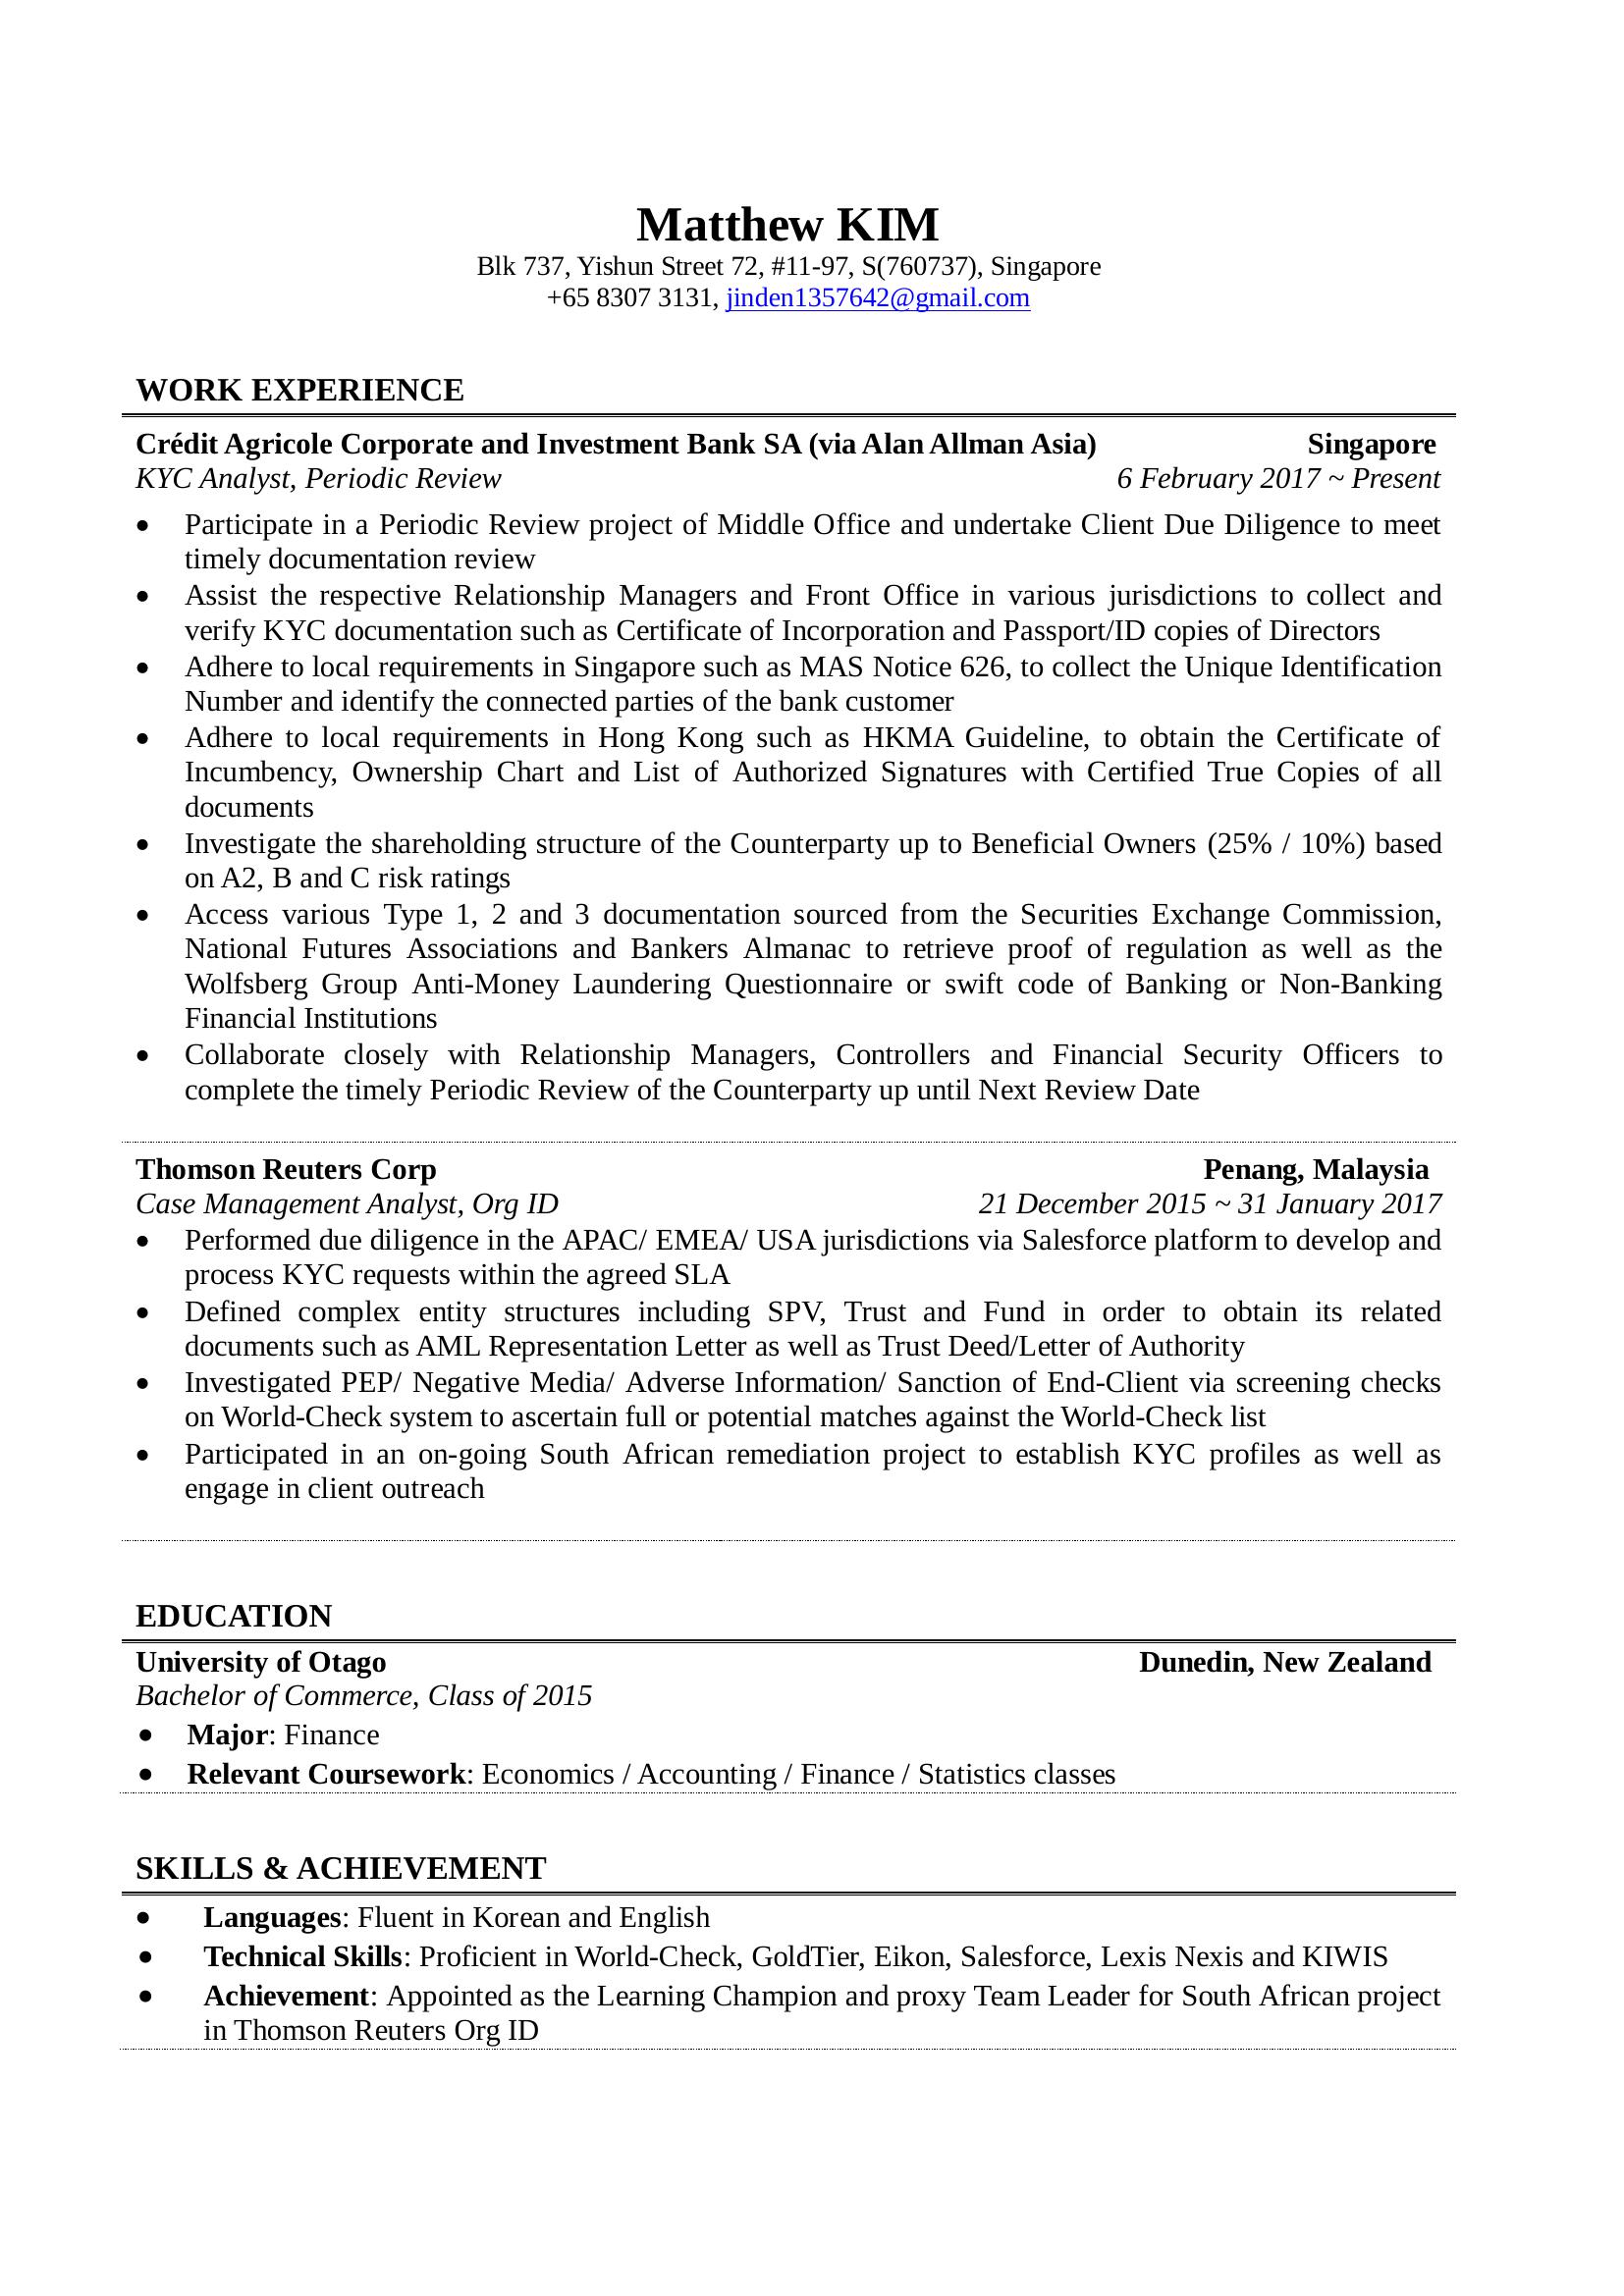 Matthew KIM
Blk 737, Yishun Street 72, #11-97, S(760737), Singapore
+65 8307 3131, jinden1357642@gmail.com
WORK EXPERIENCE
Crédit Agricole Corporate and Investment Bank SA (via Alan Allman Asia) Singapore
KYC Analyst, Periodic Review 6 February 2017 ~ Present
• Participate in a Periodic Review project of Middle Office and undertake Client Due Diligence to meet
timely documentation review
• Assist the respective Relationship Managers and Front Office in various jurisdictions to collect and
verify KYC documentation such as Certificate of Incorporation and Passport/ID copies of Directors
• Adhere to local requirements in Singapore such as MAS Notice 626, to collect the Unique Identification
Number and identify the connected parties of the bank customer
• Adhere to local requirements in Hong Kong such as HKMA Guideline, to obtain the Certificate of
Incumbency, Ownership Chart and List of Authorized Signatures with Certified True Copies of all
documents
• Investigate the shareholding structure of the Counterparty up to Beneficial Owners (25% / 10%) based
on A2, B and C risk ratings
• Access various Type 1, 2 and 3 documentation sourced from the Securities Exchange Commission,
National Futures Associations and Bankers Almanac to retrieve proof of regulation as well as the
Wolfsberg Group Anti-Money Laundering Questionnaire or swift code of Banking or Non-Banking
Financial Institutions
• Collaborate closely with Relationship Managers, Controllers and Financial Security Officers to
complete the timely Periodic Review of the Counterparty up until Next Review Date
Thomson Reuters Corp Penang, Malaysia
Case Management Analyst, Org ID 21 December 2015 ~ 31 January 2017
• Performed due diligence in the APAC/ EMEA/ USA jurisdictions via Salesforce platform to develop and
process KYC requests within the agreed SLA
• Defined complex entity structures including SPV, Trust and Fund in order to obtain its related
documents such as AML Representation Letter as well as Trust Deed/Letter of Authority
• Investigated PEP/ Negative Media/ Adverse Information/ Sanction of End-Client via screening checks
on World-Check system to ascertain full or potential matches against the World-Check list
• Participated in an on-going South African remediation project to establish KYC profiles as well as
engage in client outreach
EDUCATION
University of Otago Dunedin, New Zealand
Bachelor of Commerce, Class of 2015
• Major: Finance
• Relevant Coursework: Economics / Accounting / Finance / Statistics classes
SKILLS & ACHIEVEMENT
• Languages: Fluent in Korean and English
• Technical Skills: Proficient in World-Check, GoldTier, Eikon, Salesforce, Lexis Nexis and KIWIS
• Achievement: Appointed as the Learning Champion and proxy Team Leader for South African project
in Thomson Reuters Org ID